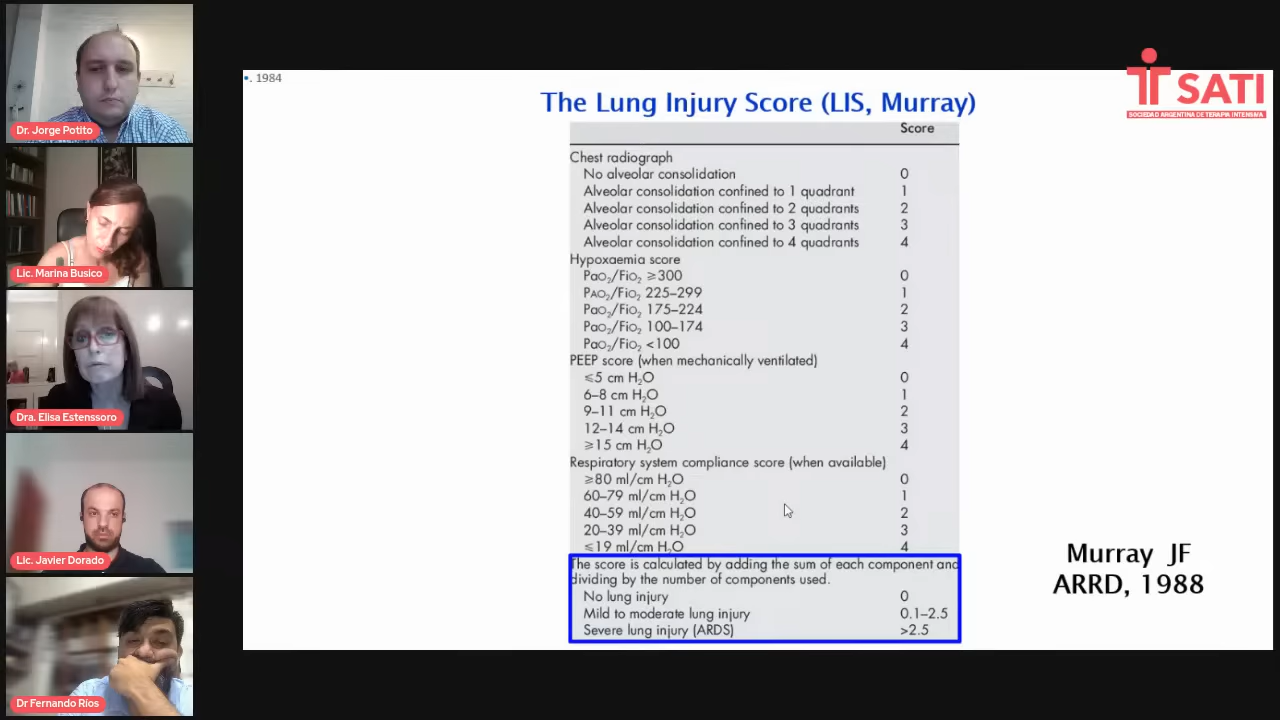 Dr. Jorge Potito
Lic. Marina Busico
Dra. Elisa Estenssoro
Lic. Javier Dorado
Dr Fernando Ríos
•. 1984
The Lung Injury Score (LIS, Murray)
SATI
SOCIEDAD ARGENTINA DE TERAPIA INTENSIVA
Score
Chest radiograph
No alveolar consolidation 0
Alveolar consolidation confined to 1 quadrant 1
Alveolar consolidation confined to 2 quadrants 2
Alveolar consolidation confined to 3 quadrants 3
Alveolar consolidation confined to 4 quadrants 4
Hypoxaemia score
PaO₂/FiO₂ ≥300 0
PAO₂/FiO₂ 225–299 1
PaO₂/FiO₂ 175–224 2
PaO₂/FiO₂ 100–174 3
PaO₂/FiO₂ <100 4
PEEP score (when mechanically ventilated)
≤5 cm H₂O 0
6–8 cm H₂O 1
9–11 cm H₂O 2
12–14 cm H₂O 3
≥15 cm H₂O 4
Respiratory system compliance score (when available)
≥80 ml/cm H₂O 0
60–79 ml/cm H₂O 1
40–59 ml/cm H₂O 2
20–39 ml/cm H₂O 3
≤19 ml/cm H₂O 4
The score is calculated by adding the sum of each component and
dividing by the number of components used.
No lung injury 0
Mild to moderate lung injury 0.1–2.5
Severe lung injury (ARDS) >2.5
Murray JF
ARRD, 1988